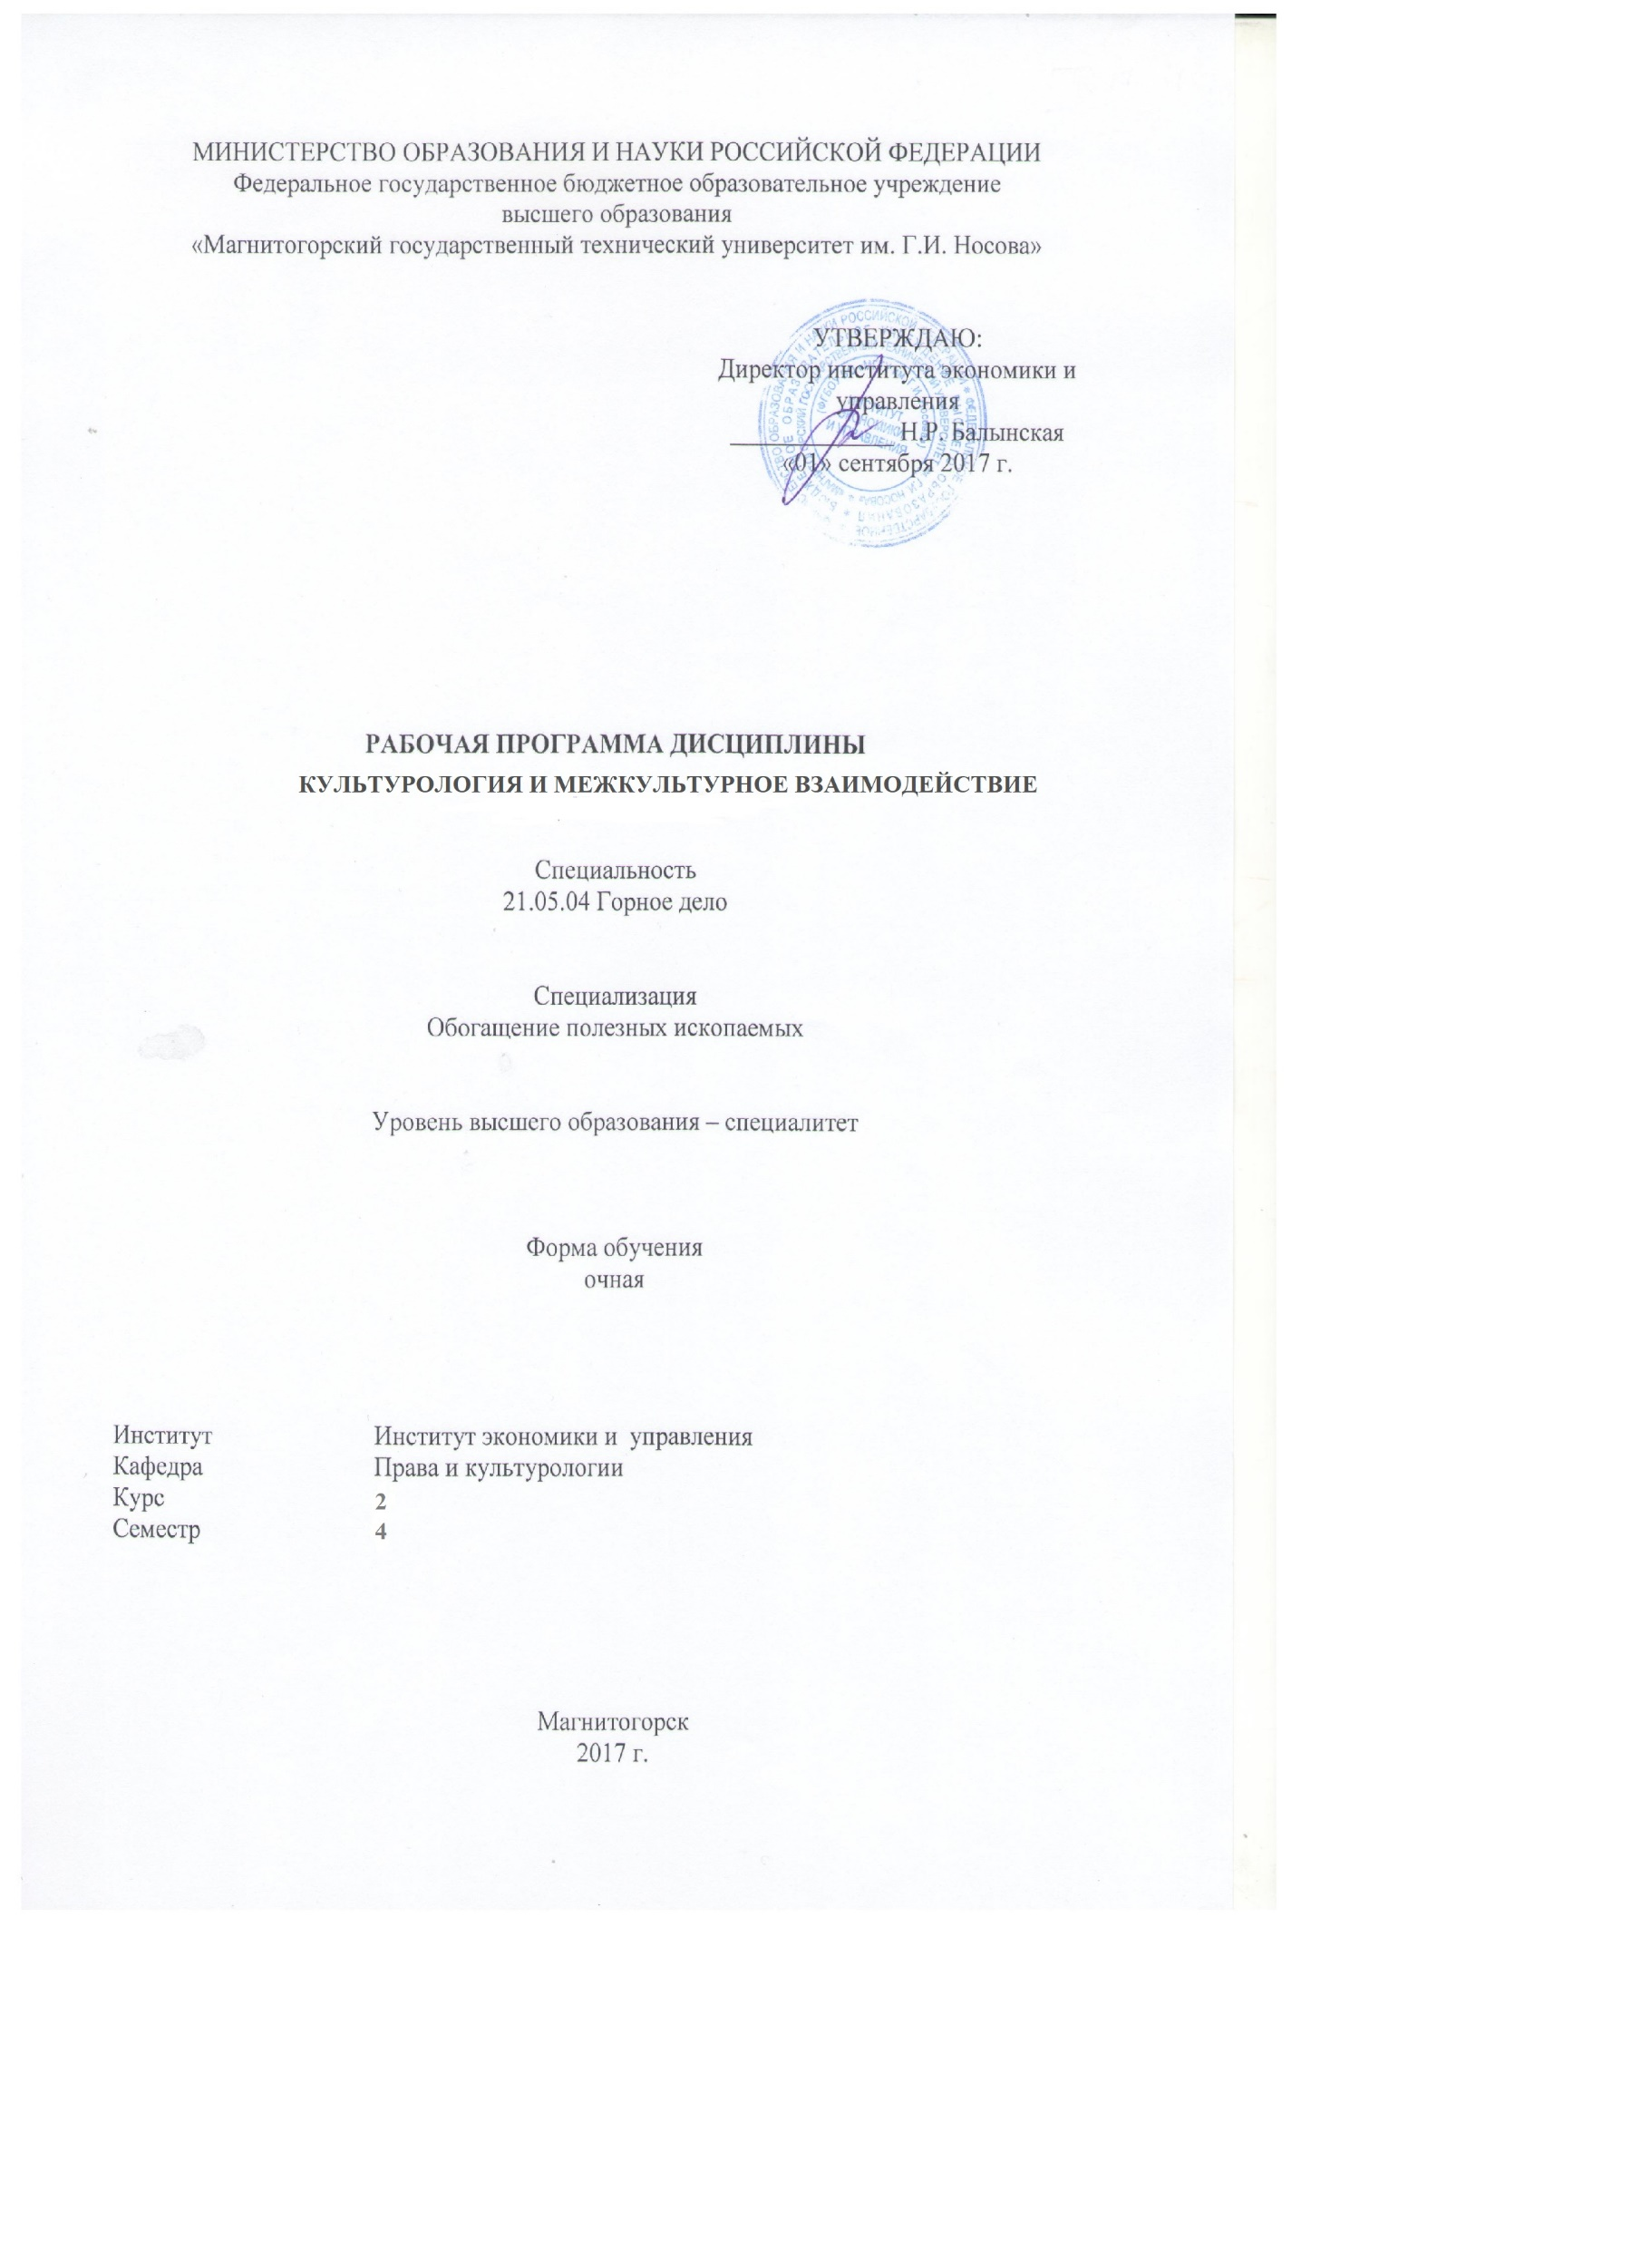 МИНИСТЕРСТВО ОБРАЗОВАНИЯ И НАУКИ РОССИЙСКОЙ ФЕДЕРАЦИИ
Федеральное государственное бюджетное образовательное учреждение
высшего образования
«Магнитогорский государственный технический университет им. Г.И. Носова»
УТВЕРЖДАЮ:
Директор института экономики и
управления
Н.Р. Балынская
«01» сентября 2017 г.
РАБОЧАЯ ПРОГРАММА ДИСЦИПЛИНЫ
КУЛЬТУРОЛОГИЯ И МЕЖКУЛЬТУРНОЕ ВЗАИМОДЕЙСТВИЕ
Специальность
21.05.04 Горное дело
Специализация
Обогащение полезных ископаемых
Уровень высшего образования – специалитет
Форма обучения
очная
Институт Институт экономики и управления
Кафедра Права и культурологии
Курс 2
Семестр 4
Магнитогорск
2017 г.